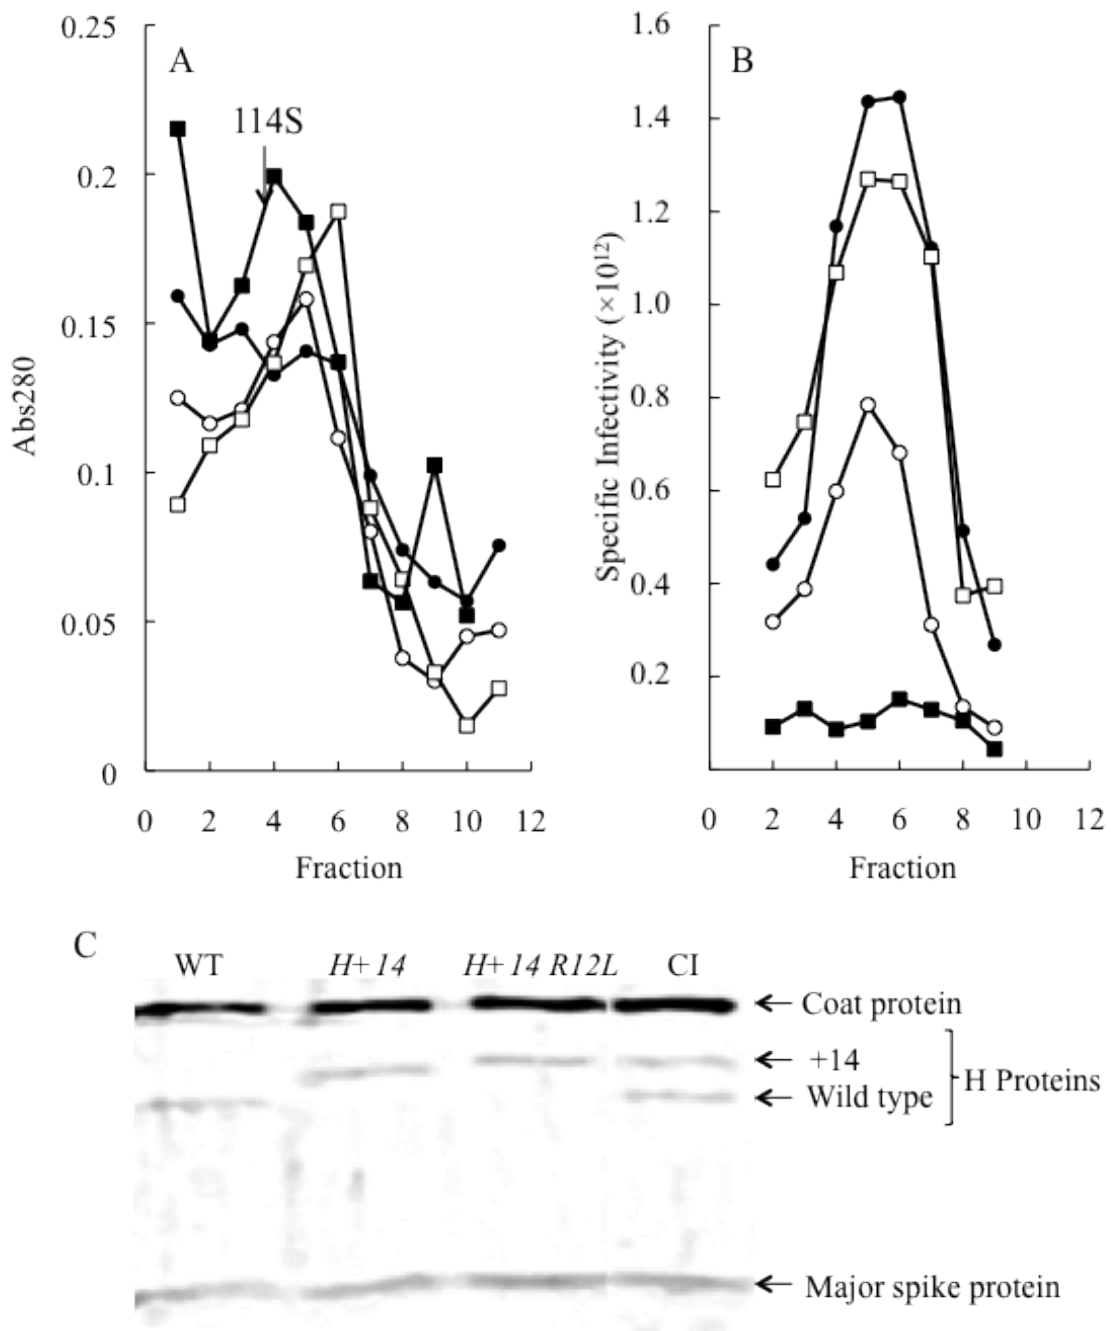 A
114S
0.25
0.2
0.15
0.1
0.05
0
Abs280
0 2 4 6 8 10 12
Fraction
B
1.6
1.4
1.2
1.0
0.8
0.6
0.4
0.2
Specific Infectivity (×10¹²)
0 2 4 6 8 10 12
Fraction
C
WT H+14 H+14 R12L CI
Coat protein
+14
Wild type
H Proteins
Major spike protein